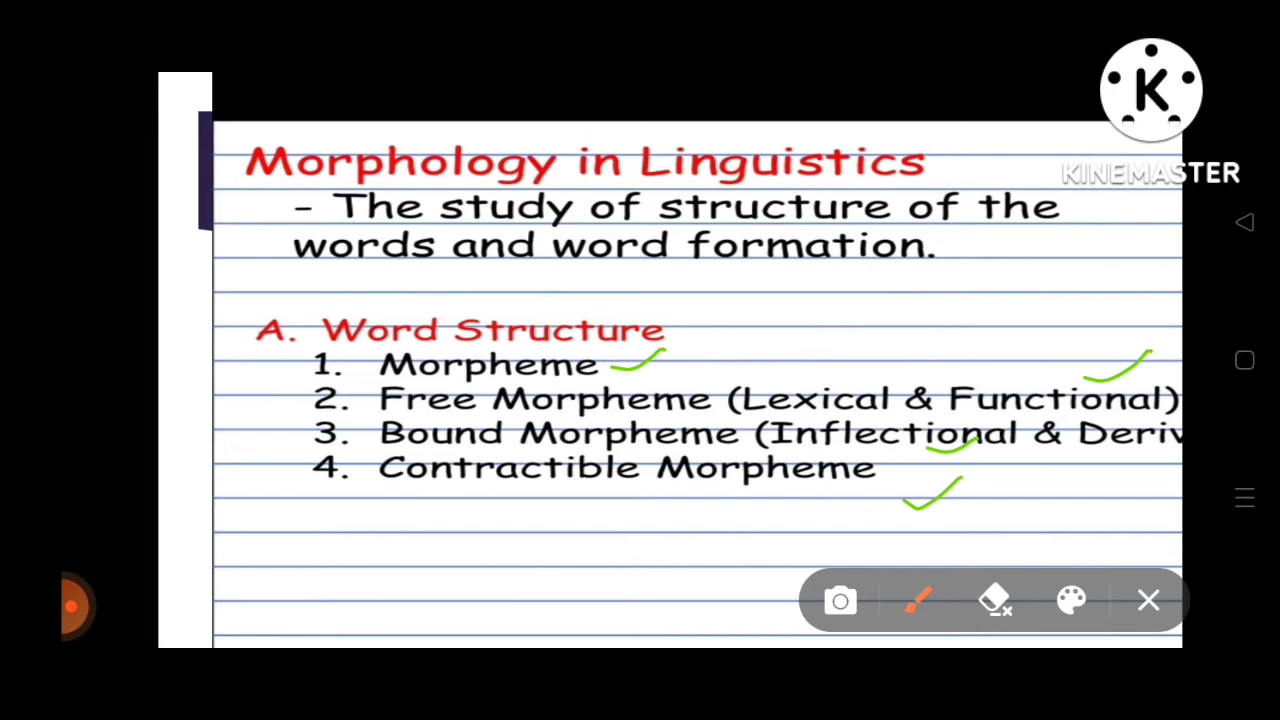 Morphology in Linguistics
- The study of structure of the
words and word formation.
A. Word Structure
1. Morpheme
2. Free Morpheme (Lexical & Functional)
3. Bound Morpheme (Inflectional & Deriv
4. Contractible Morpheme
K
KINEMASTER